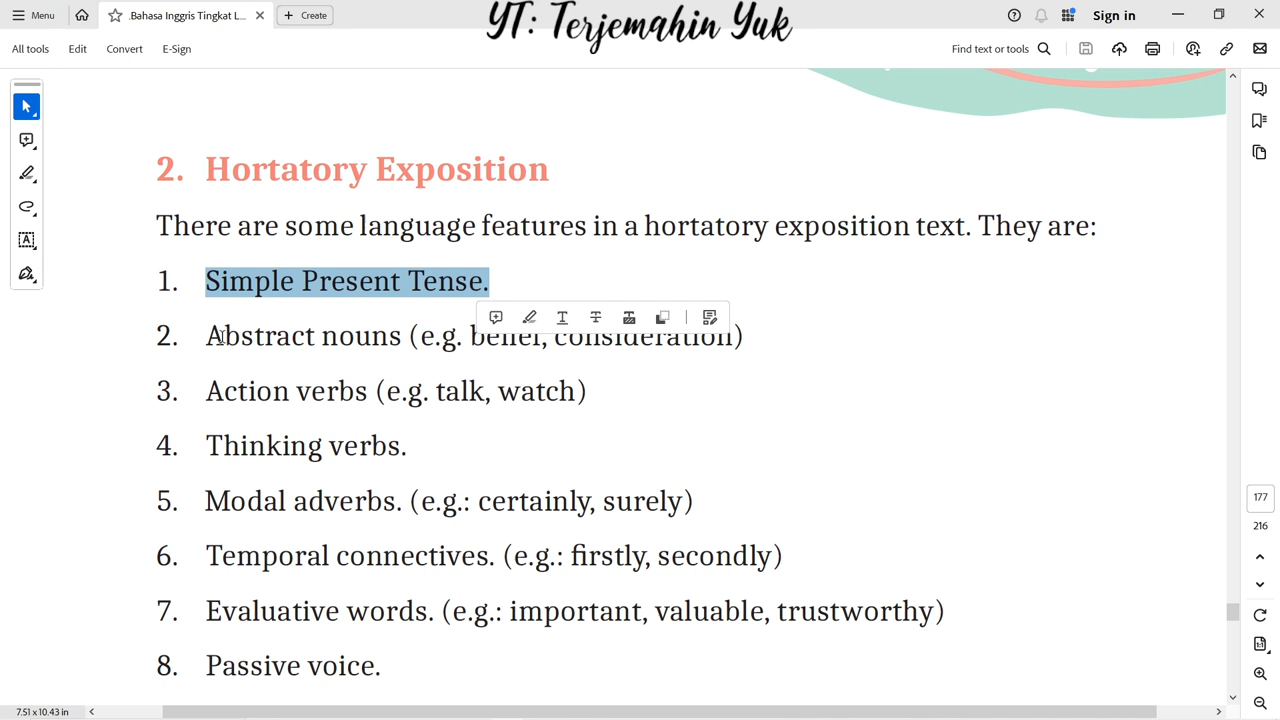 Menu
.Bahasa Inggris Tingkat L...
Create
YT: Terjemahin Yuk
Sign in
All tools
Edit
Convert
E-Sign
Find text or tools
2. Hortatory Exposition
There are some language features in a hortatory exposition text. They are:
1. Simple Present Tense.
2. Abstract nouns (e.g. belief, consideration)
3. Action verbs (e.g. talk, watch)
4. Thinking verbs.
5. Modal adverbs. (e.g.: certainly, surely)
6. Temporal connectives. (e.g.: firstly, secondly)
7. Evaluative words. (e.g.: important, valuable, trustworthy)
8. Passive voice.
177
216
7.51 x 10.43 in